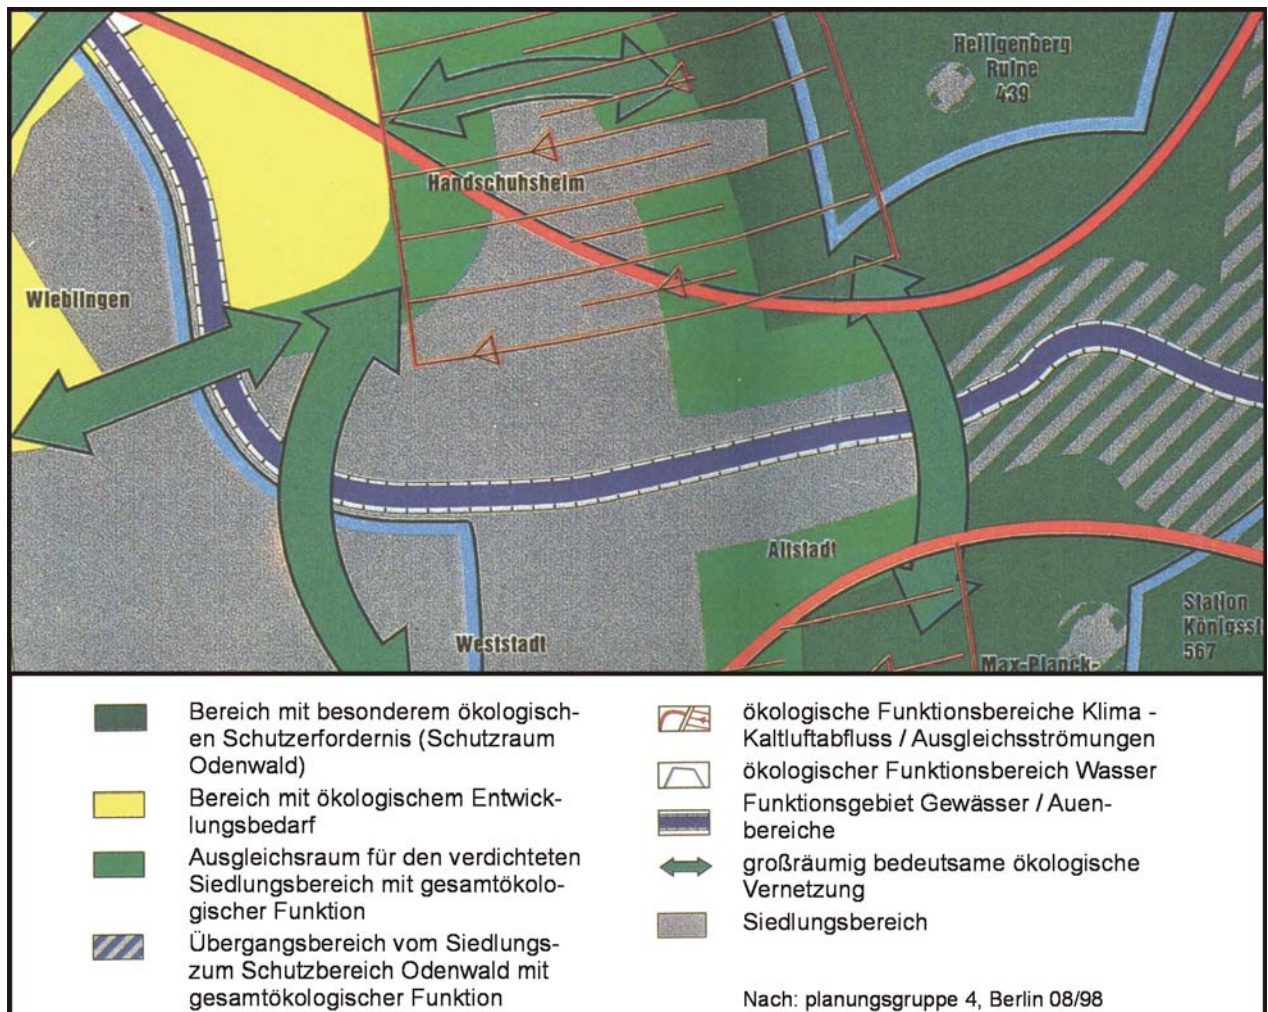 Heiligenberg
Ruine
439
Handschuhsheim
Wieblingen
Altstadt
Weststadt
Station
567
Max-Planck-
Bereich mit besonderem ökologisch-
en Schutzerfordernis (Schutzraum
Odenwald)
Bereich mit ökologischem Entwick-
lungsbedarf
Ausgleichsraum für den verdichteten
Siedlungsbereich mit gesamtökolo-
gischer Funktion
Übergangsbereich vom Siedlungs-
zum Schutzbereich Odenwald mit
gesamtökologischer Funktion
ökologische Funktionsbereiche Klima -
Kaltluftabfluss / Ausgleichsströmungen
ökologischer Funktionsbereich Wasser
Funktionsgebiet Gewässer / Auen-
bereiche
großräumig bedeutsame ökologische
Vernetzung
Siedlungsbereich
Nach: planungsgruppe 4, Berlin 08/98